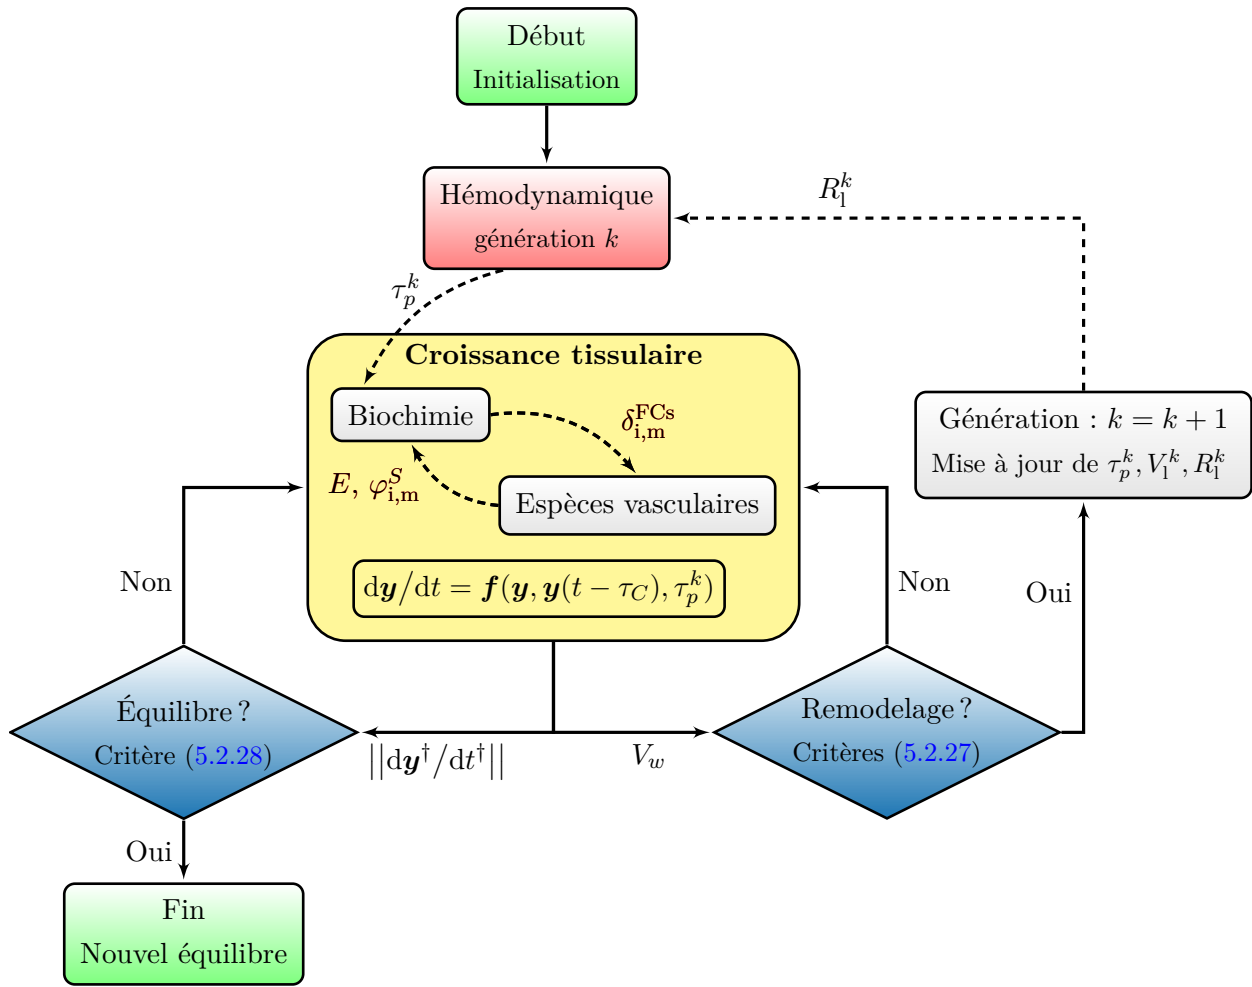 Début
Initialisation
Hémodynamique
génération k
R_l^k
τ_p^k
Croissance tissulaire
Biochimie
δ_{i,m}^{FCs}
E, φ_{i,m}^S
Espèces vasculaires
d𝒚/dt = 𝒇(𝒚, 𝒚(t − τ_C), τ_p^k)
Génération : k = k + 1
Mise à jour de τ_p^k, V_l^k, R_l^k
Non
Non
Oui
Équilibre ?
Critère (5.2.28)
||d𝒚†/dt†||
V_w
Remodelage ?
Critères (5.2.27)
Oui
Fin
Nouvel équilibre